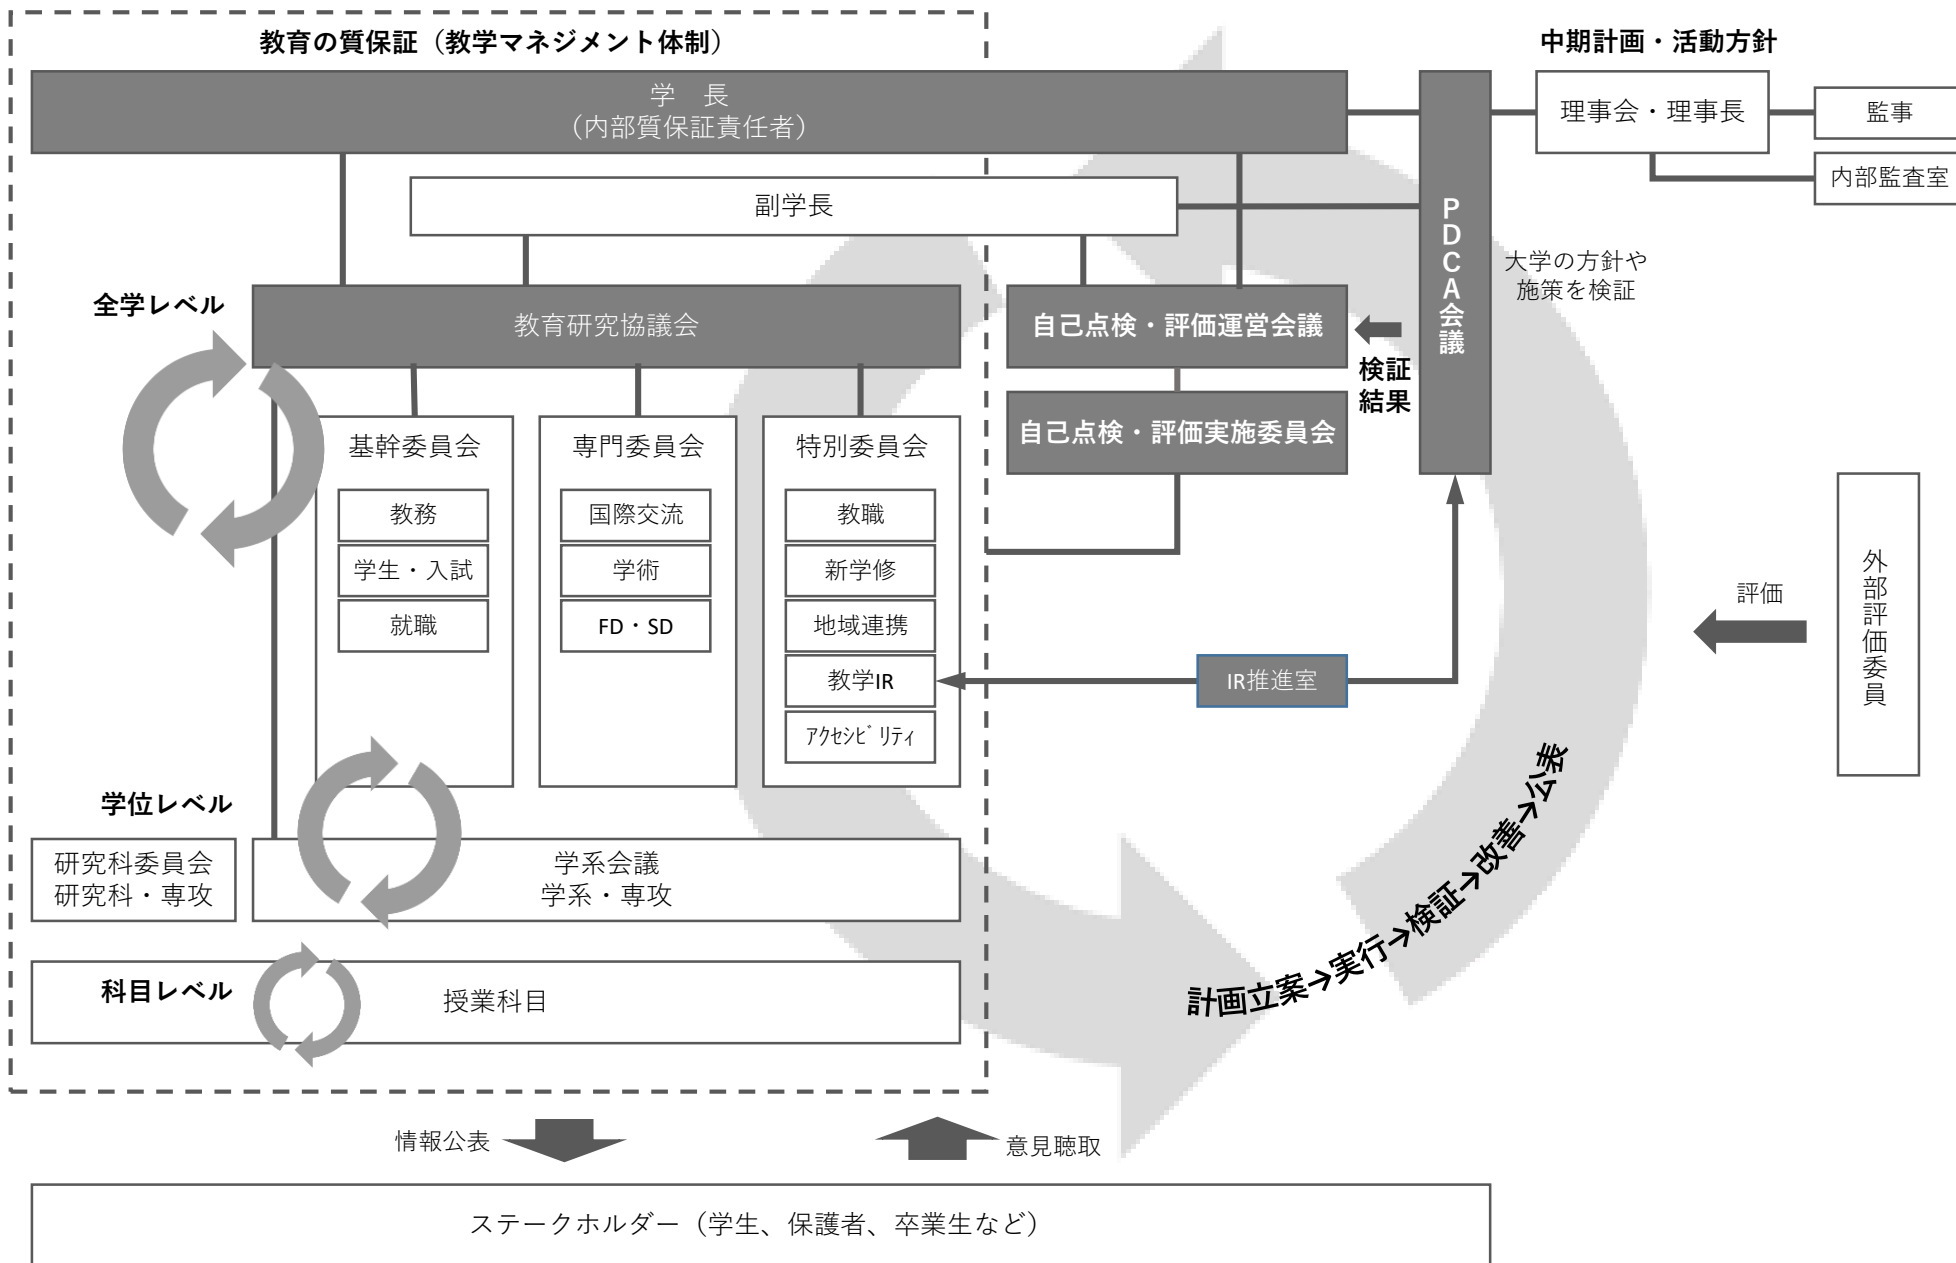 教育の質保証（教学マネジメント体制）
中期計画・活動方針
学　長
（内部質保証責任者）
理事会・理事長
監事
内部監査室
副学長
PDCA会議
大学の方針や
施策を検証
全学レベル
教育研究協議会
自己点検・評価運営会議
検証
結果
自己点検・評価実施委員会
基幹委員会
教務
学生・入試
就職
専門委員会
国際交流
学術
FD・SD
特別委員会
教職
新学修
地域連携
教学IR
ｱｸｾｼﾋﾞﾘﾃｨ
IR推進室
評価
外部評価委員
計画立案→実行→検証→改善→公表
学位レベル
研究科委員会
研究科・専攻
学系会議
学系・専攻
科目レベル
授業科目
情報公表
意見聴取
ステークホルダー（学生、保護者、卒業生など）